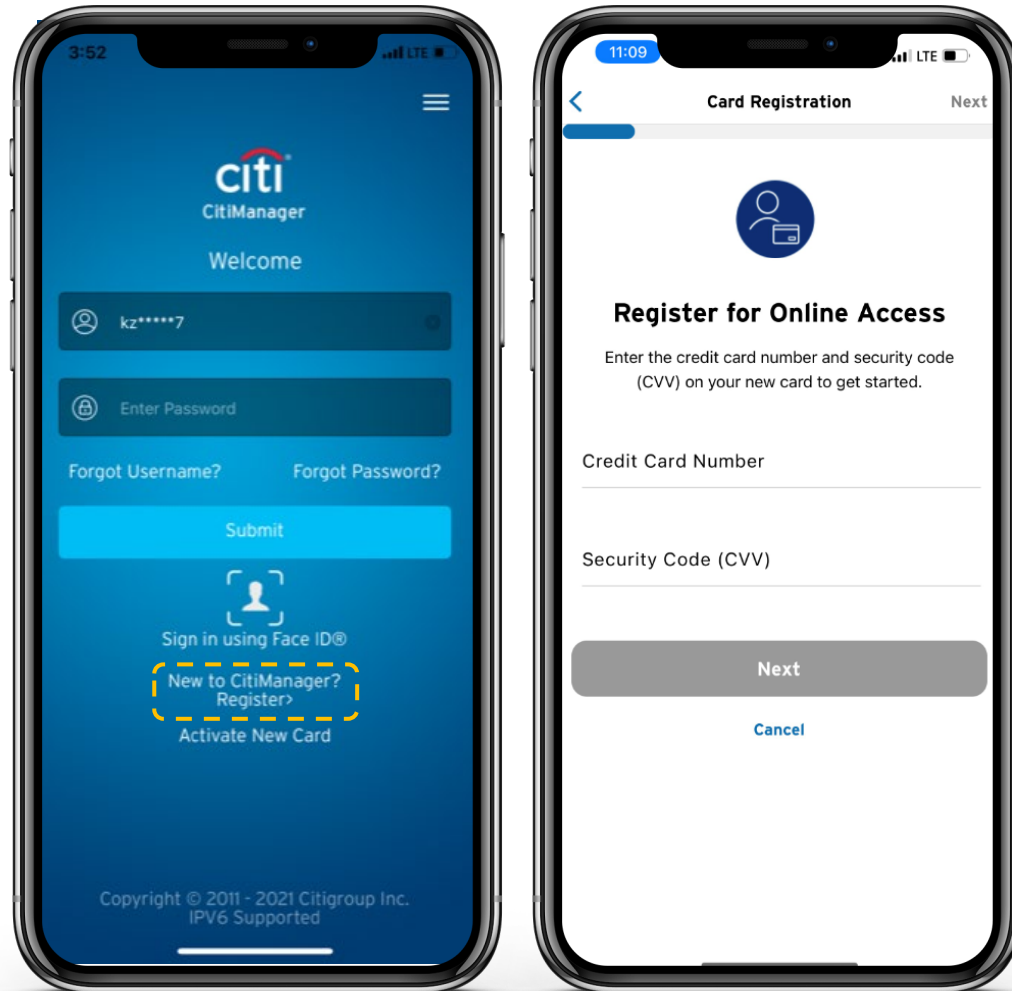 3:52
LTE
citi
CitiManager
Welcome
kz*****7
Enter Password
Forgot Username? Forgot Password?
Submit
Sign in using Face ID®
New to CitiManager?
Register>
Activate New Card
Copyright © 2011 - 2021 Citigroup Inc.
IPV6 Supported
11:09
LTE
Card Registration Next
Register for Online Access
Enter the credit card number and security code
(CVV) on your new card to get started.
Credit Card Number
Security Code (CVV)
Next
Cancel